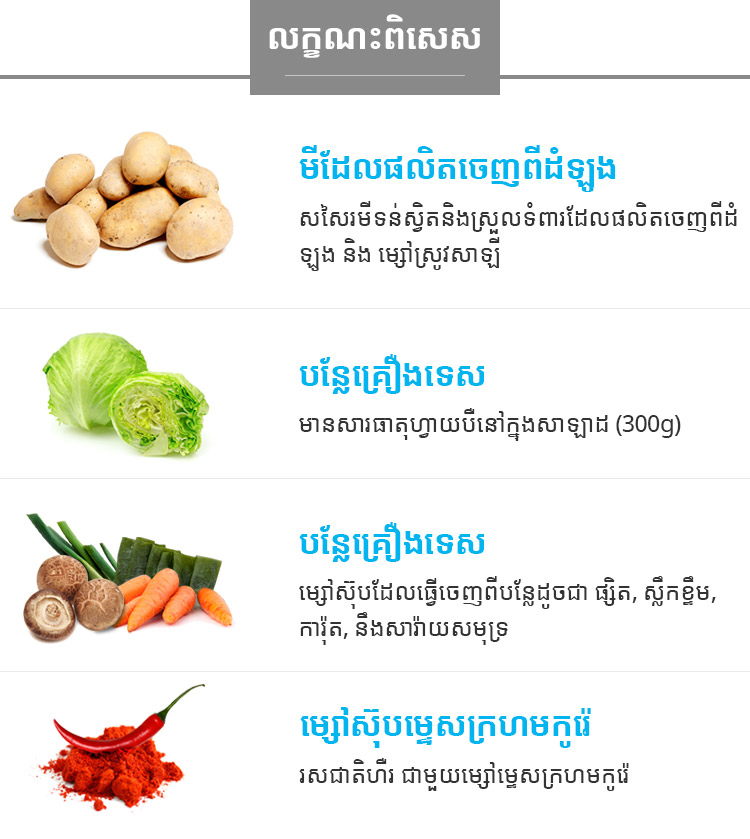 លក្ខណះពិសេស
មីដែលផលិតចេញពីដំឡូង
សសៃរមីទន់ស្វិតនិងស្រួលទំពារដែលផលិតចេញពីដំ
ឡូង និង ម្សៅស្រូវសាឡី
បន្លែគ្រឿងទេស
មានសារធាតុហ្វាយបឺនៅក្នុងសាឡាដ (300g)
បន្លែគ្រឿងទេស
ម្សៅស៊ុបដែលធ្វើចេញពីបន្លែដូចជា ផ្សិត, ស្លឹកខ្ទឹម,
ការ៉ុត, នឹងសារ៉ាយសមុទ្រ
ម្សៅស៊ុបម្ទេសក្រហមកូរ៉េ
រសជាតិហឺរ ជាមួយម្សៅម្ទេសក្រហមកូរ៉េ